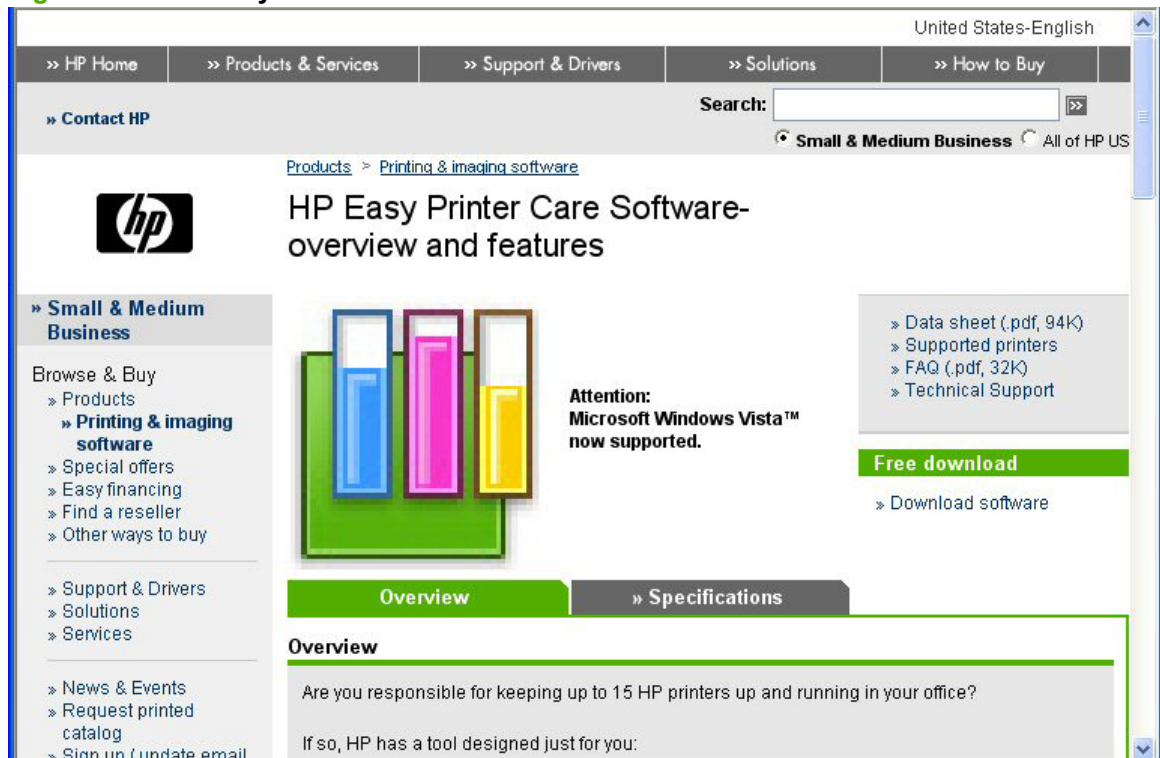 United States-English
» HP Home » Products & Services » Support & Drivers » Solutions » How to Buy
» Contact HP
Search:
Small & Medium Business All of HP US
Products > Printing & imaging software
hp
HP Easy Printer Care Software-
overview and features
» Small & Medium
Business
Browse & Buy
» Products
» Printing & imaging
software
» Special offers
» Easy financing
» Find a reseller
» Other ways to buy
» Support & Drivers
» Solutions
» Services
» News & Events
» Request printed
catalog
» Sign up / update email
Attention:
Microsoft Windows Vista™
now supported.
» Data sheet (.pdf, 94K)
» Supported printers
» FAQ (.pdf, 32K)
» Technical Support
Free download
» Download software
Overview » Specifications
Overview
Are you responsible for keeping up to 15 HP printers up and running in your office?
If so, HP has a tool designed just for you: